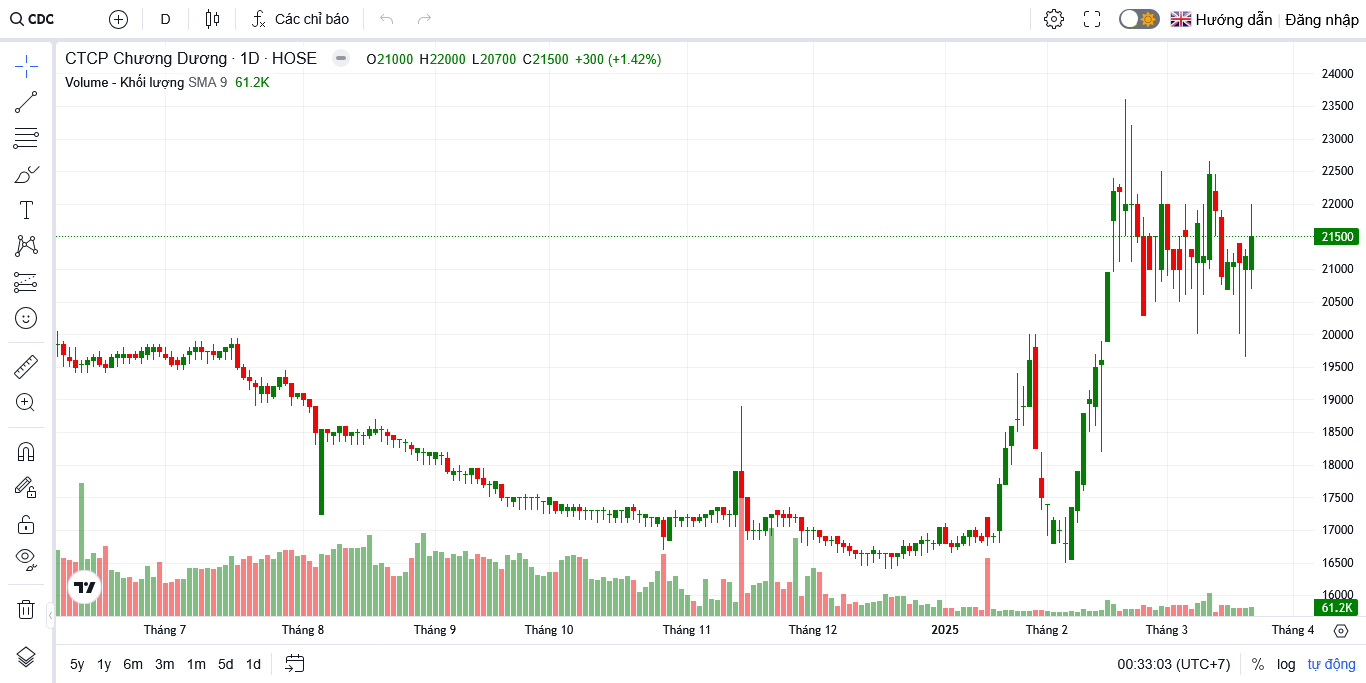 CDC D Các chỉ báo Hướng dẫn Đăng nhập
CTCP Chương Dương · 1D · HOSE O21000 H22000 L20700 C21500 +300 (+1.42%)
Volume - Khối lượng SMA 9 61.2K
24000
23500
23000
22500
22000
21500
21000
20500
20000
19500
19000
18500
18000
17500
17000
16500
16000
61.2K
Tháng 7 Tháng 8 Tháng 9 Tháng 10 Tháng 11 Tháng 12 2025 Tháng 2 Tháng 3 Tháng 4
5y 1y 6m 3m 1m 5d 1d 00:33:03 (UTC+7) % log tự động